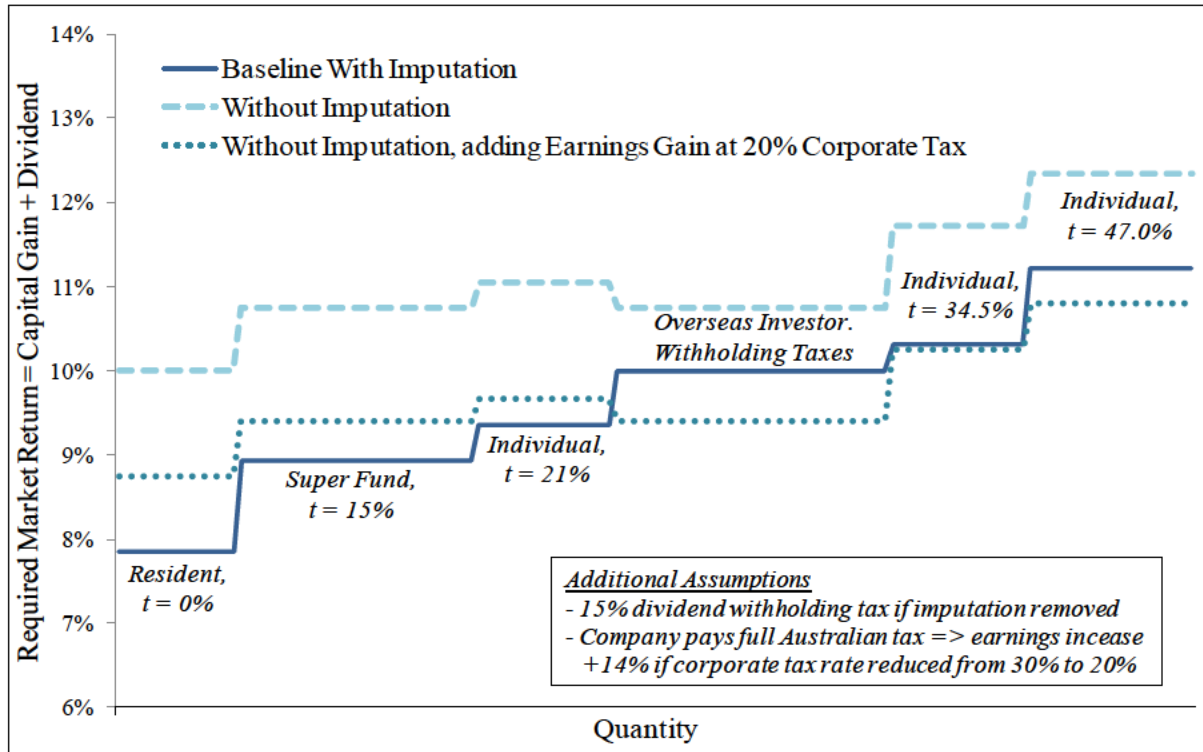 Required Market Return = Capital Gain + Dividend
14%
13%
12%
11%
10%
9%
8%
7%
6%
Baseline With Imputation
Without Imputation
Without Imputation, adding Earnings Gain at 20% Corporate Tax
Resident,
t = 0%
Super Fund,
t = 15%
Individual,
t = 21%
Overseas Investor.
Withholding Taxes
Individual,
t = 34.5%
Individual,
t = 47.0%
Additional Assumptions
- 15% dividend withholding tax if imputation removed
- Company pays full Australian tax => earnings incease
+14% if corporate tax rate reduced from 30% to 20%
Quantity